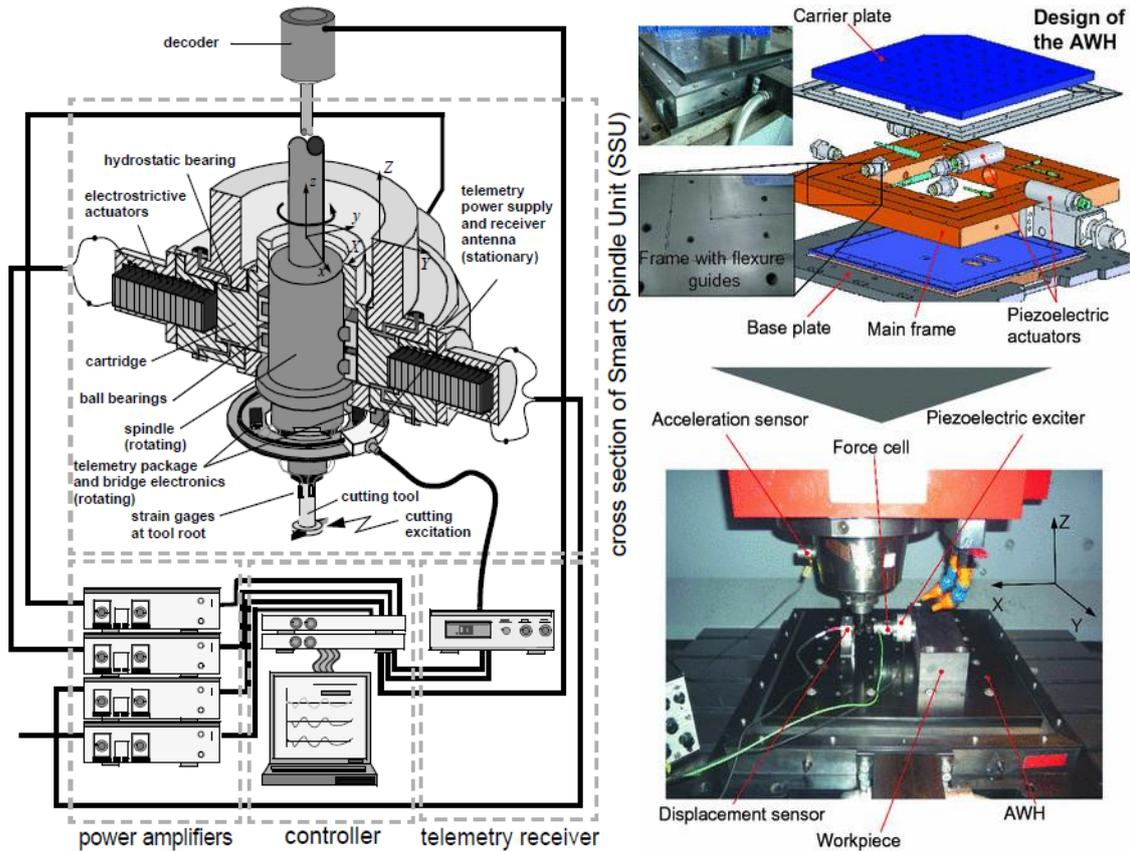 decoder
hydrostatic bearing
electrostrictive
actuators
Z
z
y
X
x
Y
telemetry
power supply
and receiver
antenna
(stationary)
cartridge
ball bearings
spindle
(rotating)
telemetry package
and bridge electronics
(rotating)
strain gages
at tool root
cutting tool
cutting
excitation
cross section of Smart Spindle Unit (SSU)
power amplifiers
controller
telemetry receiver
Carrier plate
Design of
the AWH
Frame with flexure
guides
Base plate
Main frame
Piezoelectric
actuators
Acceleration sensor
Piezoelectric exciter
Force cell
Z
X
Y
Displacement sensor
AWH
Workpiece